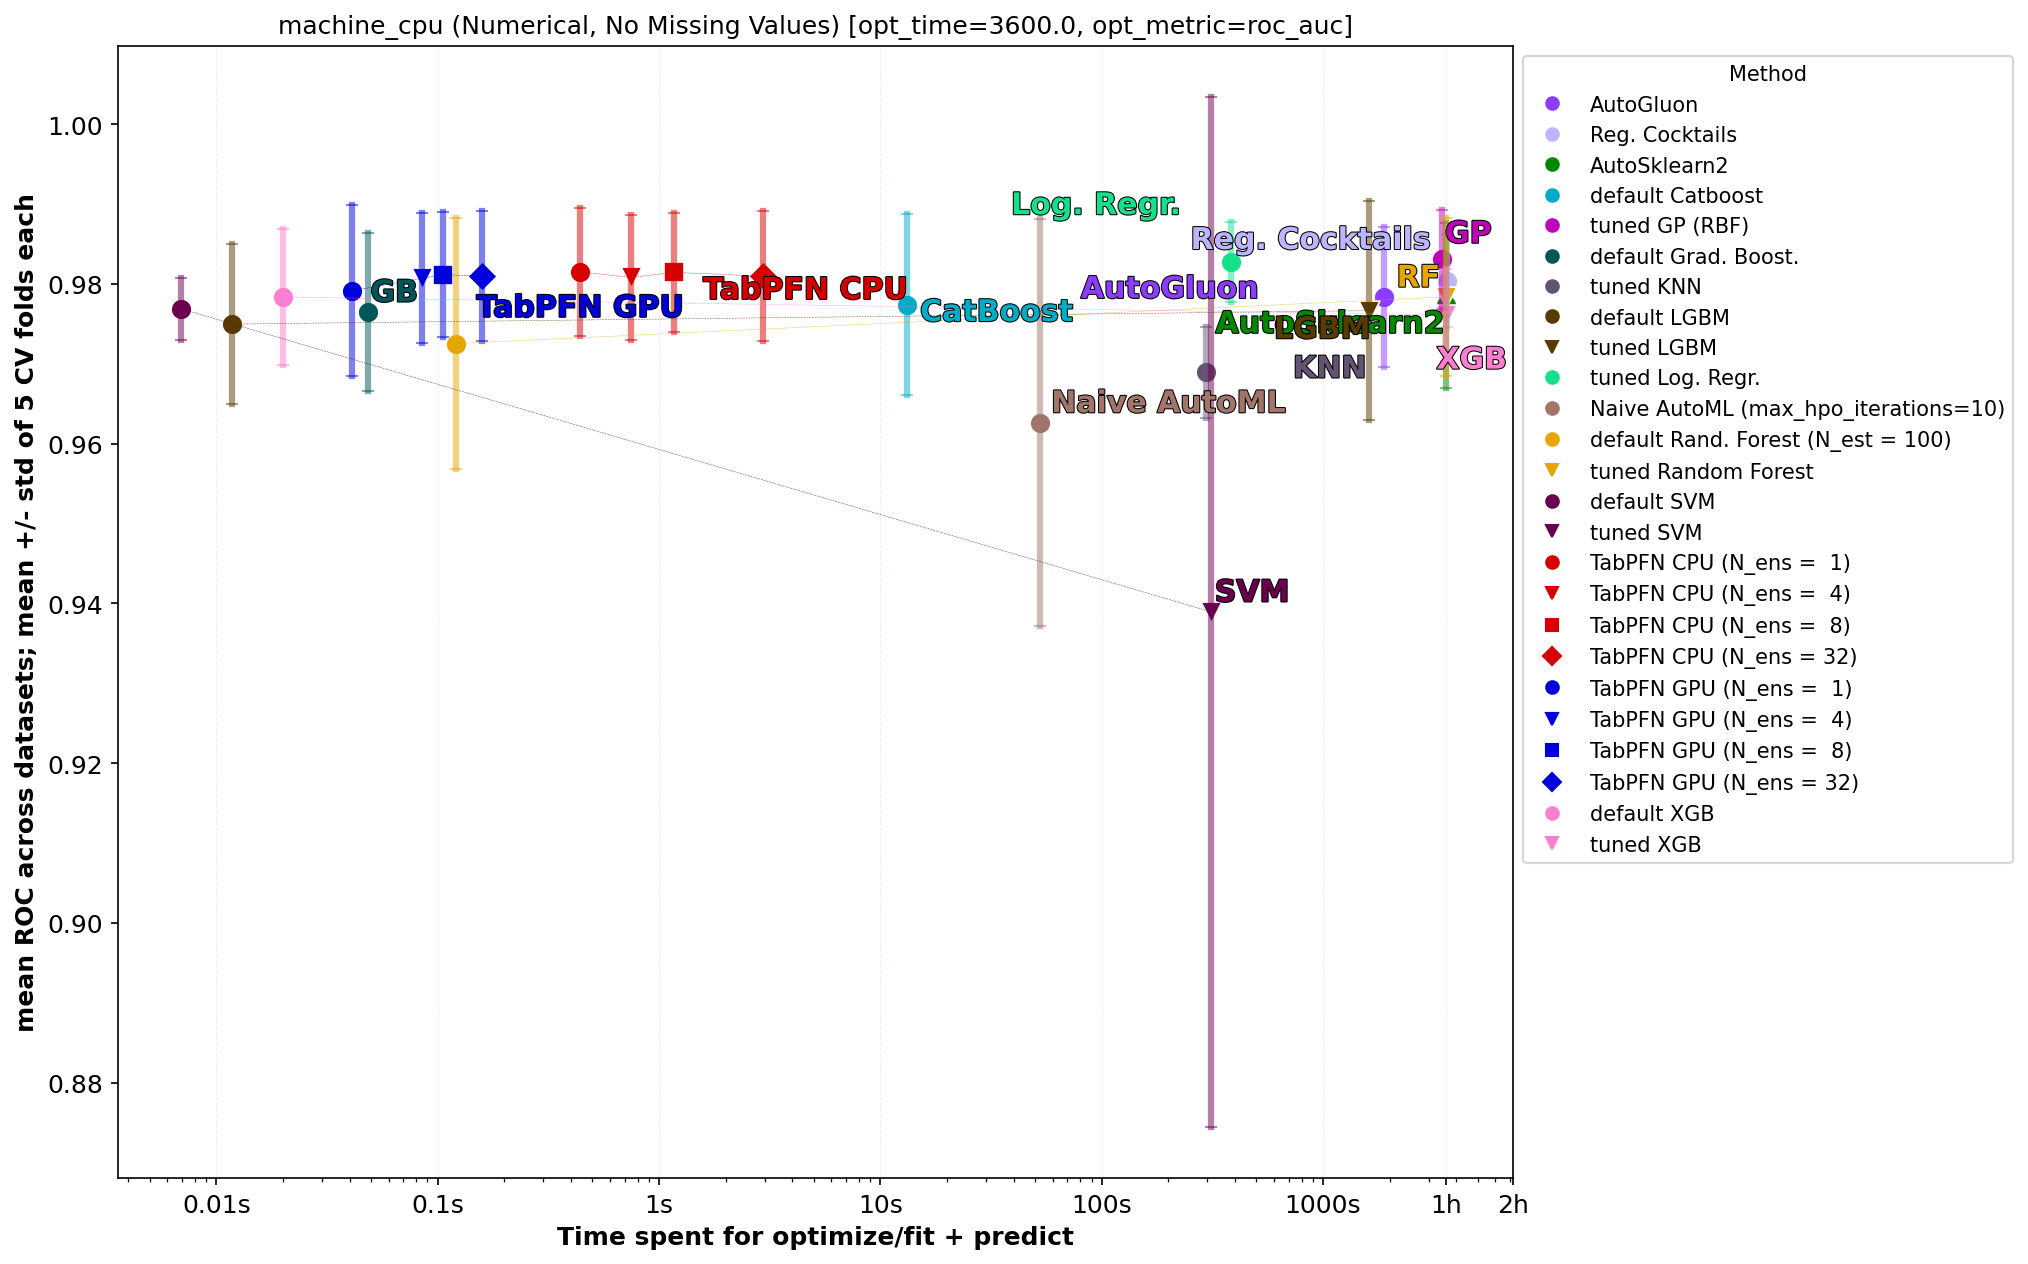 machine_cpu (Numerical, No Missing Values) [opt_time=3600.0, opt_metric=roc_auc]
mean ROC across datasets; mean +/- std of 5 CV folds each
1.00
0.98
0.96
0.94
0.92
0.90
0.88
Log. Regr.
Reg. Cocktails
GP
GB
TabPFN GPU
TabPFN CPU
CatBoost
AutoGluon
RF
AutoSklearn2
LGBM
KNN
XGB
Naive AutoML
SVM
0.01s
0.1s
1s
10s
100s
1000s
1h
2h
Time spent for optimize/fit + predict
Method
AutoGluon
Reg. Cocktails
AutoSklearn2
default Catboost
tuned GP (RBF)
default Grad. Boost.
tuned KNN
default LGBM
tuned LGBM
tuned Log. Regr.
Naive AutoML (max_hpo_iterations=10)
default Rand. Forest (N_est = 100)
tuned Random Forest
default SVM
tuned SVM
TabPFN CPU (N_ens =  1)
TabPFN CPU (N_ens =  4)
TabPFN CPU (N_ens =  8)
TabPFN CPU (N_ens = 32)
TabPFN GPU (N_ens =  1)
TabPFN GPU (N_ens =  4)
TabPFN GPU (N_ens =  8)
TabPFN GPU (N_ens = 32)
default XGB
tuned XGB